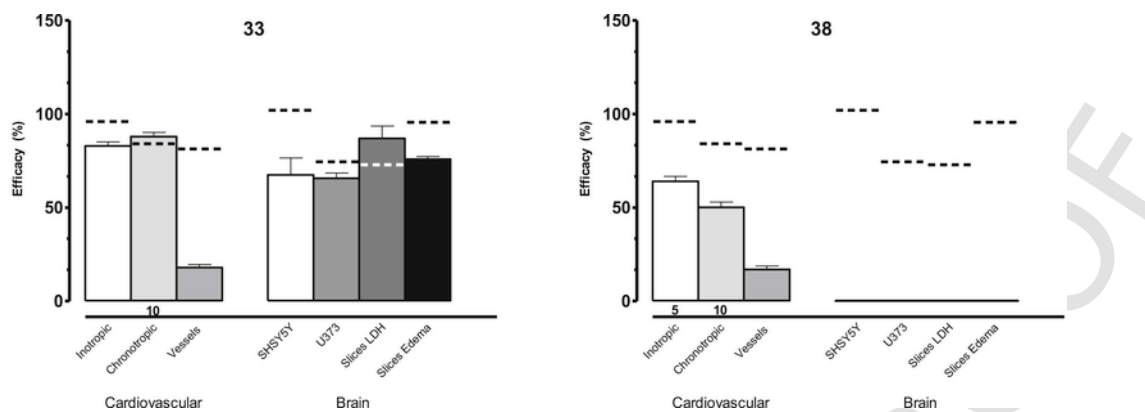 33
150
100
50
0
Efficacy (%)
10
Inotropic
Chronotropic
Vessels
SHSY5Y
U373
Slices LDH
Slices Edema
Cardiovascular
Brain
38
150
100
50
0
Efficacy (%)
5
10
Inotropic
Chronotropic
Vessels
SHSY5Y
U373
Slices LDH
Slices Edema
Cardiovascular
Brain